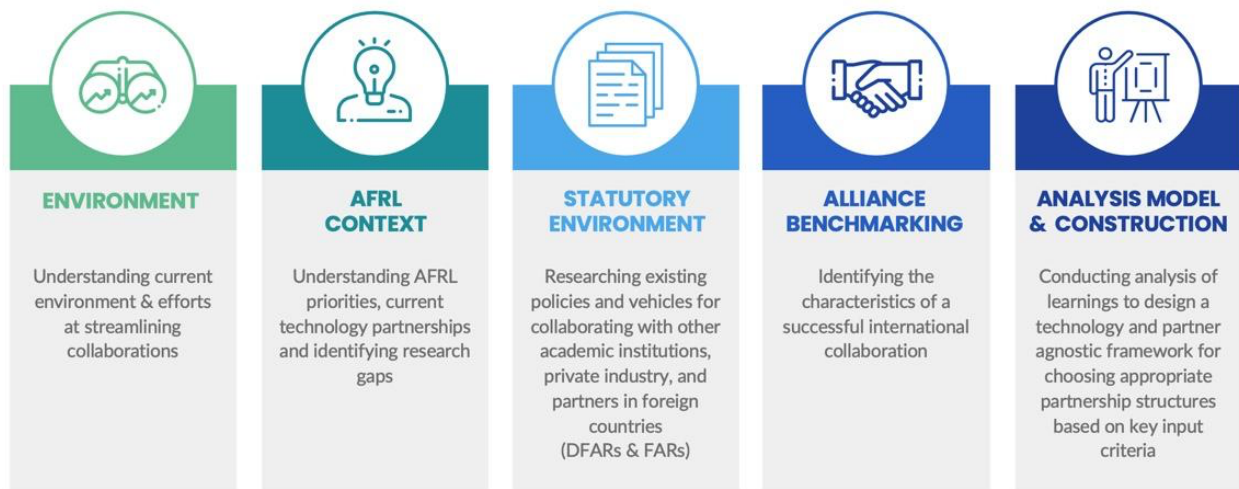 ENVIRONMENT
Understanding current
environment & efforts
at streamlining
collaborations
AFRL
CONTEXT
Understanding AFRL
priorities, current
technology partnerships
and identifying research
gaps
STATUTORY
ENVIRONMENT
Researching existing
policies and vehicles for
collaborating with other
academic institutions,
private industry, and
partners in foreign
countries
(DFARs & FARs)
ALLIANCE
BENCHMARKING
Identifying the
characteristics of a
successful international
collaboration
ANALYSIS MODEL
& CONSTRUCTION
Conducting analysis of
learnings to design a
technology and partner
agnostic framework for
choosing appropriate
partnership structures
based on key input
criteria